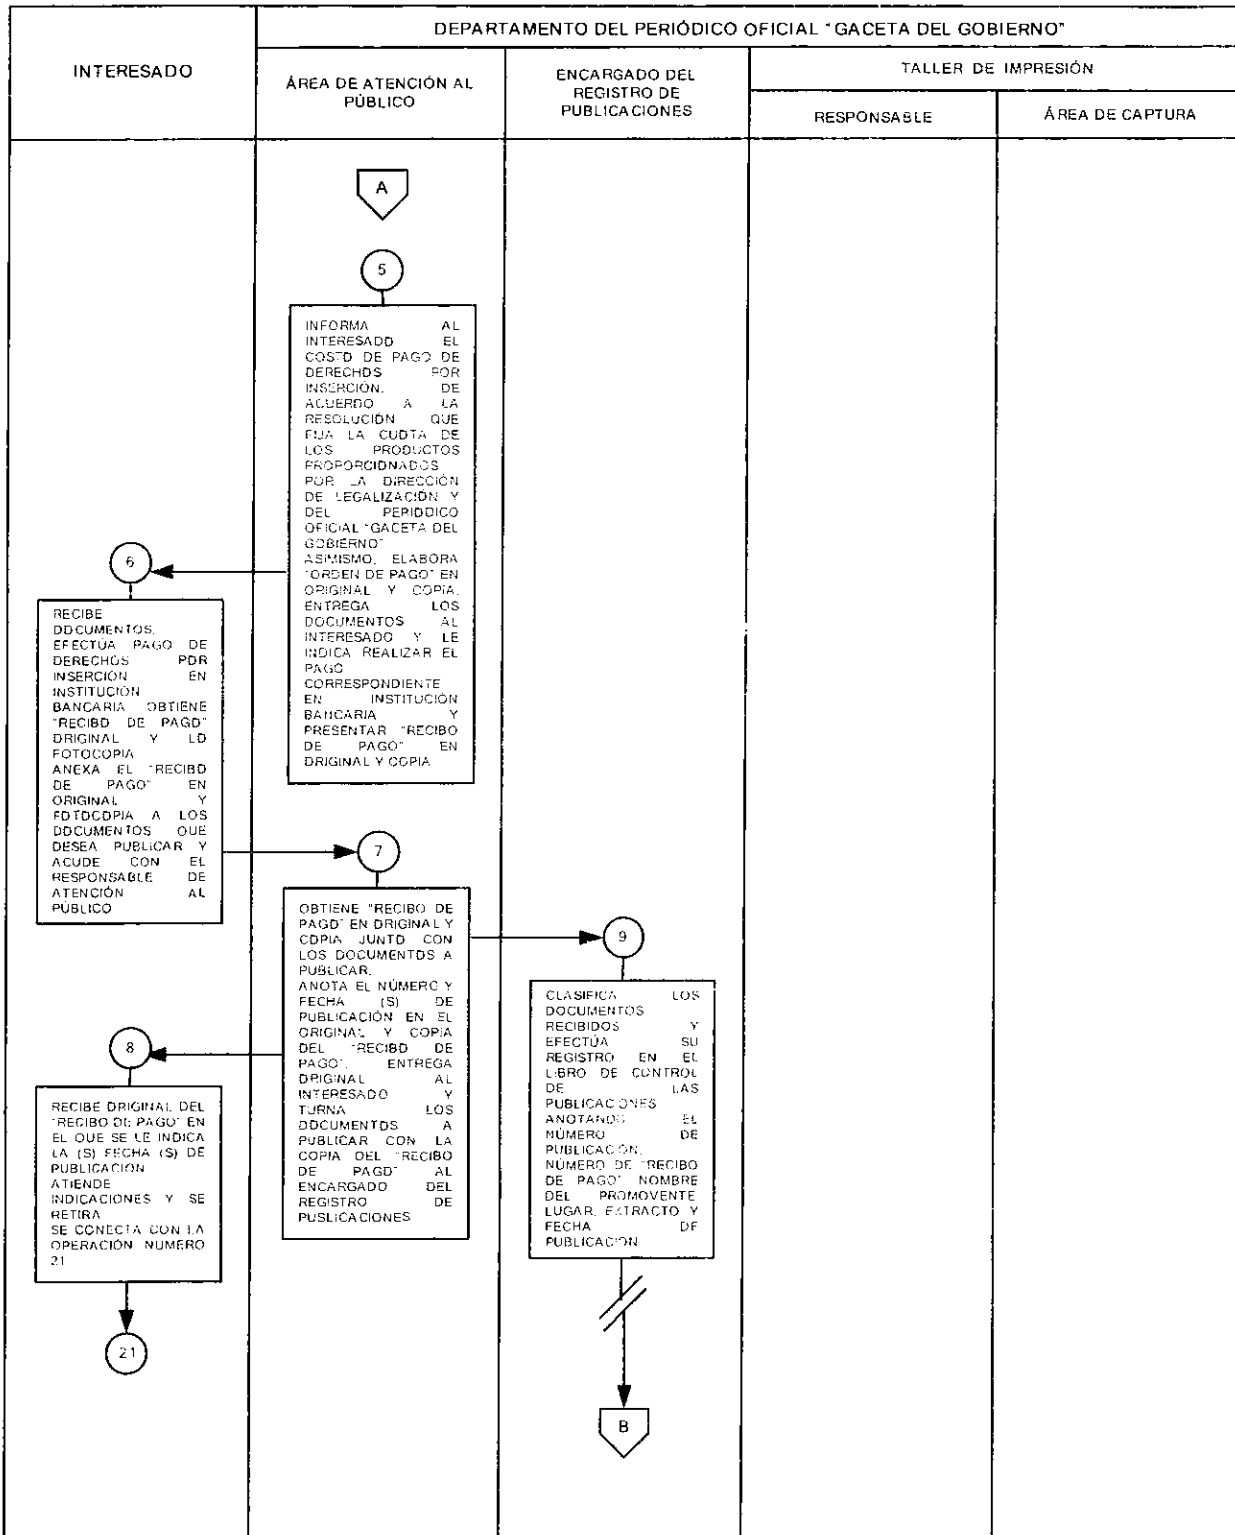 DEPARTAMENTO DEL PERIÓDICO OFICIAL "GACETA DEL GOBIERNO"
INTERESADO
ÁREA DE ATENCIÓN AL
PÚBLICO
ENCARGADO DEL
REGISTRO DE
PUBLICACIONES
TALLER DE IMPRESIÓN
RESPONSABLE
ÁREA DE CAPTURA
A
5
INFORMA AL
INTERESADO EL
COSTO DE PAGO DE
DERECHOS POR
INSERCIÓN, DE
ACUERDO A LA
RESOLUCIÓN QUE
FIJA LA CUOTA DE
LOS PRODUCTOS
PROPORCIONADOS
POR LA DIRECCIÓN
DE LEGALIZACIÓN Y
DEL PERIODICO
OFICIAL "GACETA DEL
GOBIERNO"
ASIMISMO, ELABORA
"ORDEN DE PAGO" EN
ORIGINAL Y COPIA,
ENTREGA LOS
DOCUMENTOS AL
INTERESADO Y LE
INDICA REALIZAR EL
PAGO
CORRESPONDIENTE
EN INSTITUCIÓN
BANCARIA Y
PRESENTAR "RECIBO
DE PAGO" EN
ORIGINAL Y COPIA
6
RECIBE
DOCUMENTOS,
EFECTÚA PAGO DE
DERECHOS POR
INSERCIÓN EN
INSTITUCIÓN
BANCARIA OBTIENE
"RECIBO DE PAGO"
ORIGINAL Y LO
FOTOCOPIA
ANEXA EL "RECIBO
DE PAGO" EN
ORIGINAL Y
FOTOCOPIA A LOS
DOCUMENTOS QUE
DESEA PUBLICAR Y
ACUDE CON EL
RESPONSABLE DE
ATENCIÓN AL
PÚBLICO
7
OBTIENE "RECIBO DE
PAGO" EN ORIGINAL Y
COPIA JUNTO CON
LOS DOCUMENTOS A
PUBLICAR.
ANOTA EL NÚMERO Y
FECHA (S) DE
PUBLICACIÓN EN EL
ORIGINAL Y COPIA
DEL "RECIBO DE
PAGO", ENTREGA
ORIGINAL AL
INTERESADO Y
TURNA LOS
DOCUMENTOS A
PUBLICAR CON LA
COPIA DEL "RECIBO
DE PAGO" AL
ENCARGADO DEL
REGISTRO DE
PUBLICACIONES
8
RECIBE ORIGINAL DEL
"RECIBO DE PAGO" EN
EL QUE SE LE INDICA
LA (S) FECHA (S) DE
PUBLICACIÓN
ATIENDE
INDICACIONES Y SE
RETIRA
SE CONECTA CON LA
OPERACIÓN NUMERO
21
21
9
CLASIFICA LOS
DOCUMENTOS
RECIBIDOS Y
EFECTÚA SU
REGISTRO EN EL
LIBRO DE CONTROL
DE LAS
PUBLICACIONES
ANOTANDO EL
NÚMERO DE
PUBLICACIÓN,
NÚMERO DE "RECIBO
DE PAGO" NOMBRE
DEL PROMOVENTE
LUGAR, EXTRACTO Y
FECHA DE
PUBLICACION
B